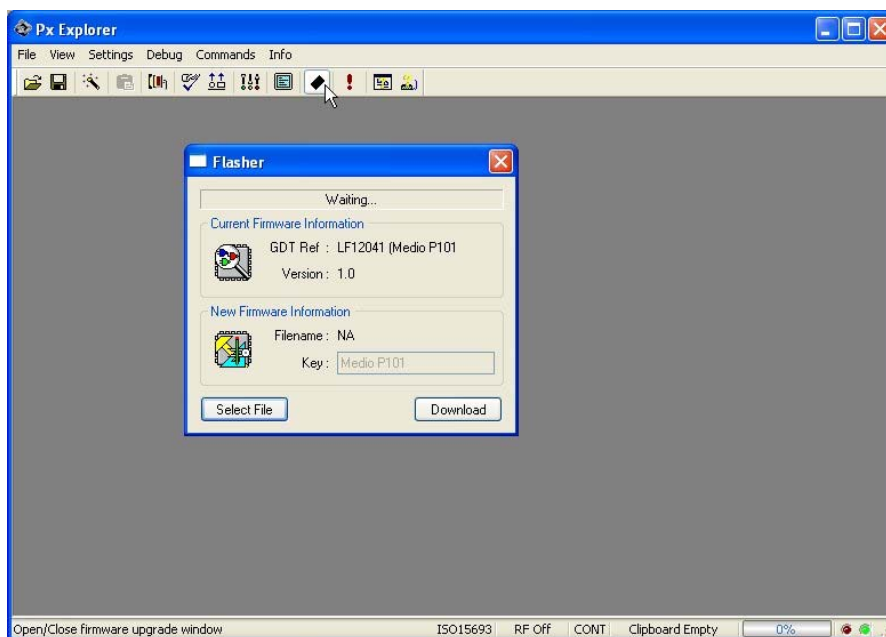 Px Explorer
File View Settings Debug Commands Info
Flasher
Waiting...
Current Firmware Information
GDT Ref : LF12041 (Medio P101
Version : 1.0
New Firmware Information
Filename : NA
Key : Medio P101
Select File Download
Open/Close firmware upgrade window ISO15693 RF Off CONT Clipboard Empty 0%